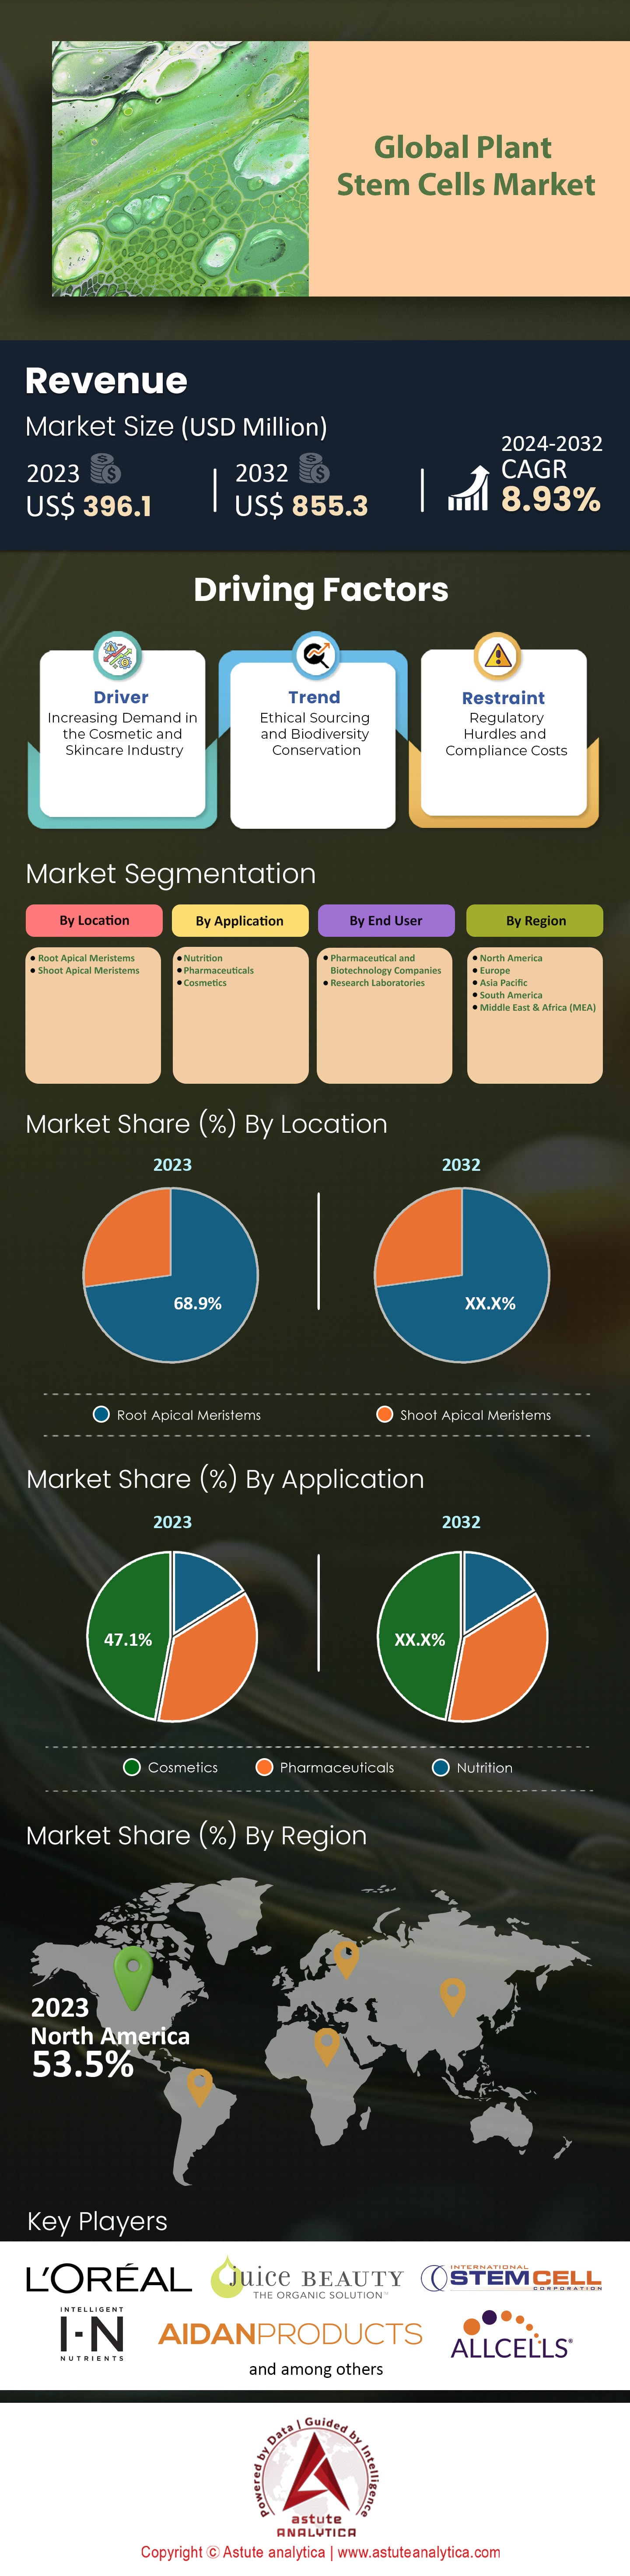 Global Plant
Stem Cells Market
Revenue
Market Size (USD Million)
2023
US$ 396.1
2032
US$ 855.3
2024-2032
CAGR
8.93%
Driving Factors
Driver
Increasing Demand in
the Cosmetic and
Skincare Industry
Trend
Ethical Sourcing
and Biodiversity
Conservation
Restraint
Regulatory
Hurdles and
Compliance Costs
Market Segmentation
By Location
Root Apical Meristems
Shoot Apical Meristems
By Application
Nutrition
Pharmaceuticals
Cosmetics
By End User
Pharmaceutical and
Biotechnology Companies
Research Laboratories
By Region
North America
Europe
Asia Pacific
South America
Middle East & Africa (MEA)
Market Share (%) By Location
2023
2032
68.9%
XX.X%
Root Apical Meristems
Shoot Apical Meristems
Market Share (%) By Application
2023
2032
47.1%
XX.X%
Cosmetics
Pharmaceuticals
Nutrition
Market Share (%) By Region
2023
North America
53.5%
Key Players
L'ORÉAL
juice BEAUTY
THE ORGANIC SOLUTION™
INTERNATIONAL
STEMCELL
CORPORATION
INTELLIGENT
I-N
NUTRIENTS
AIDANPRODUCTS
ALLCELLS®
and among others
Powered by Data | Guided by Intelligence
astute
ANALYTICA
Copyright © Astute analytica | www.astuteanalytica.com